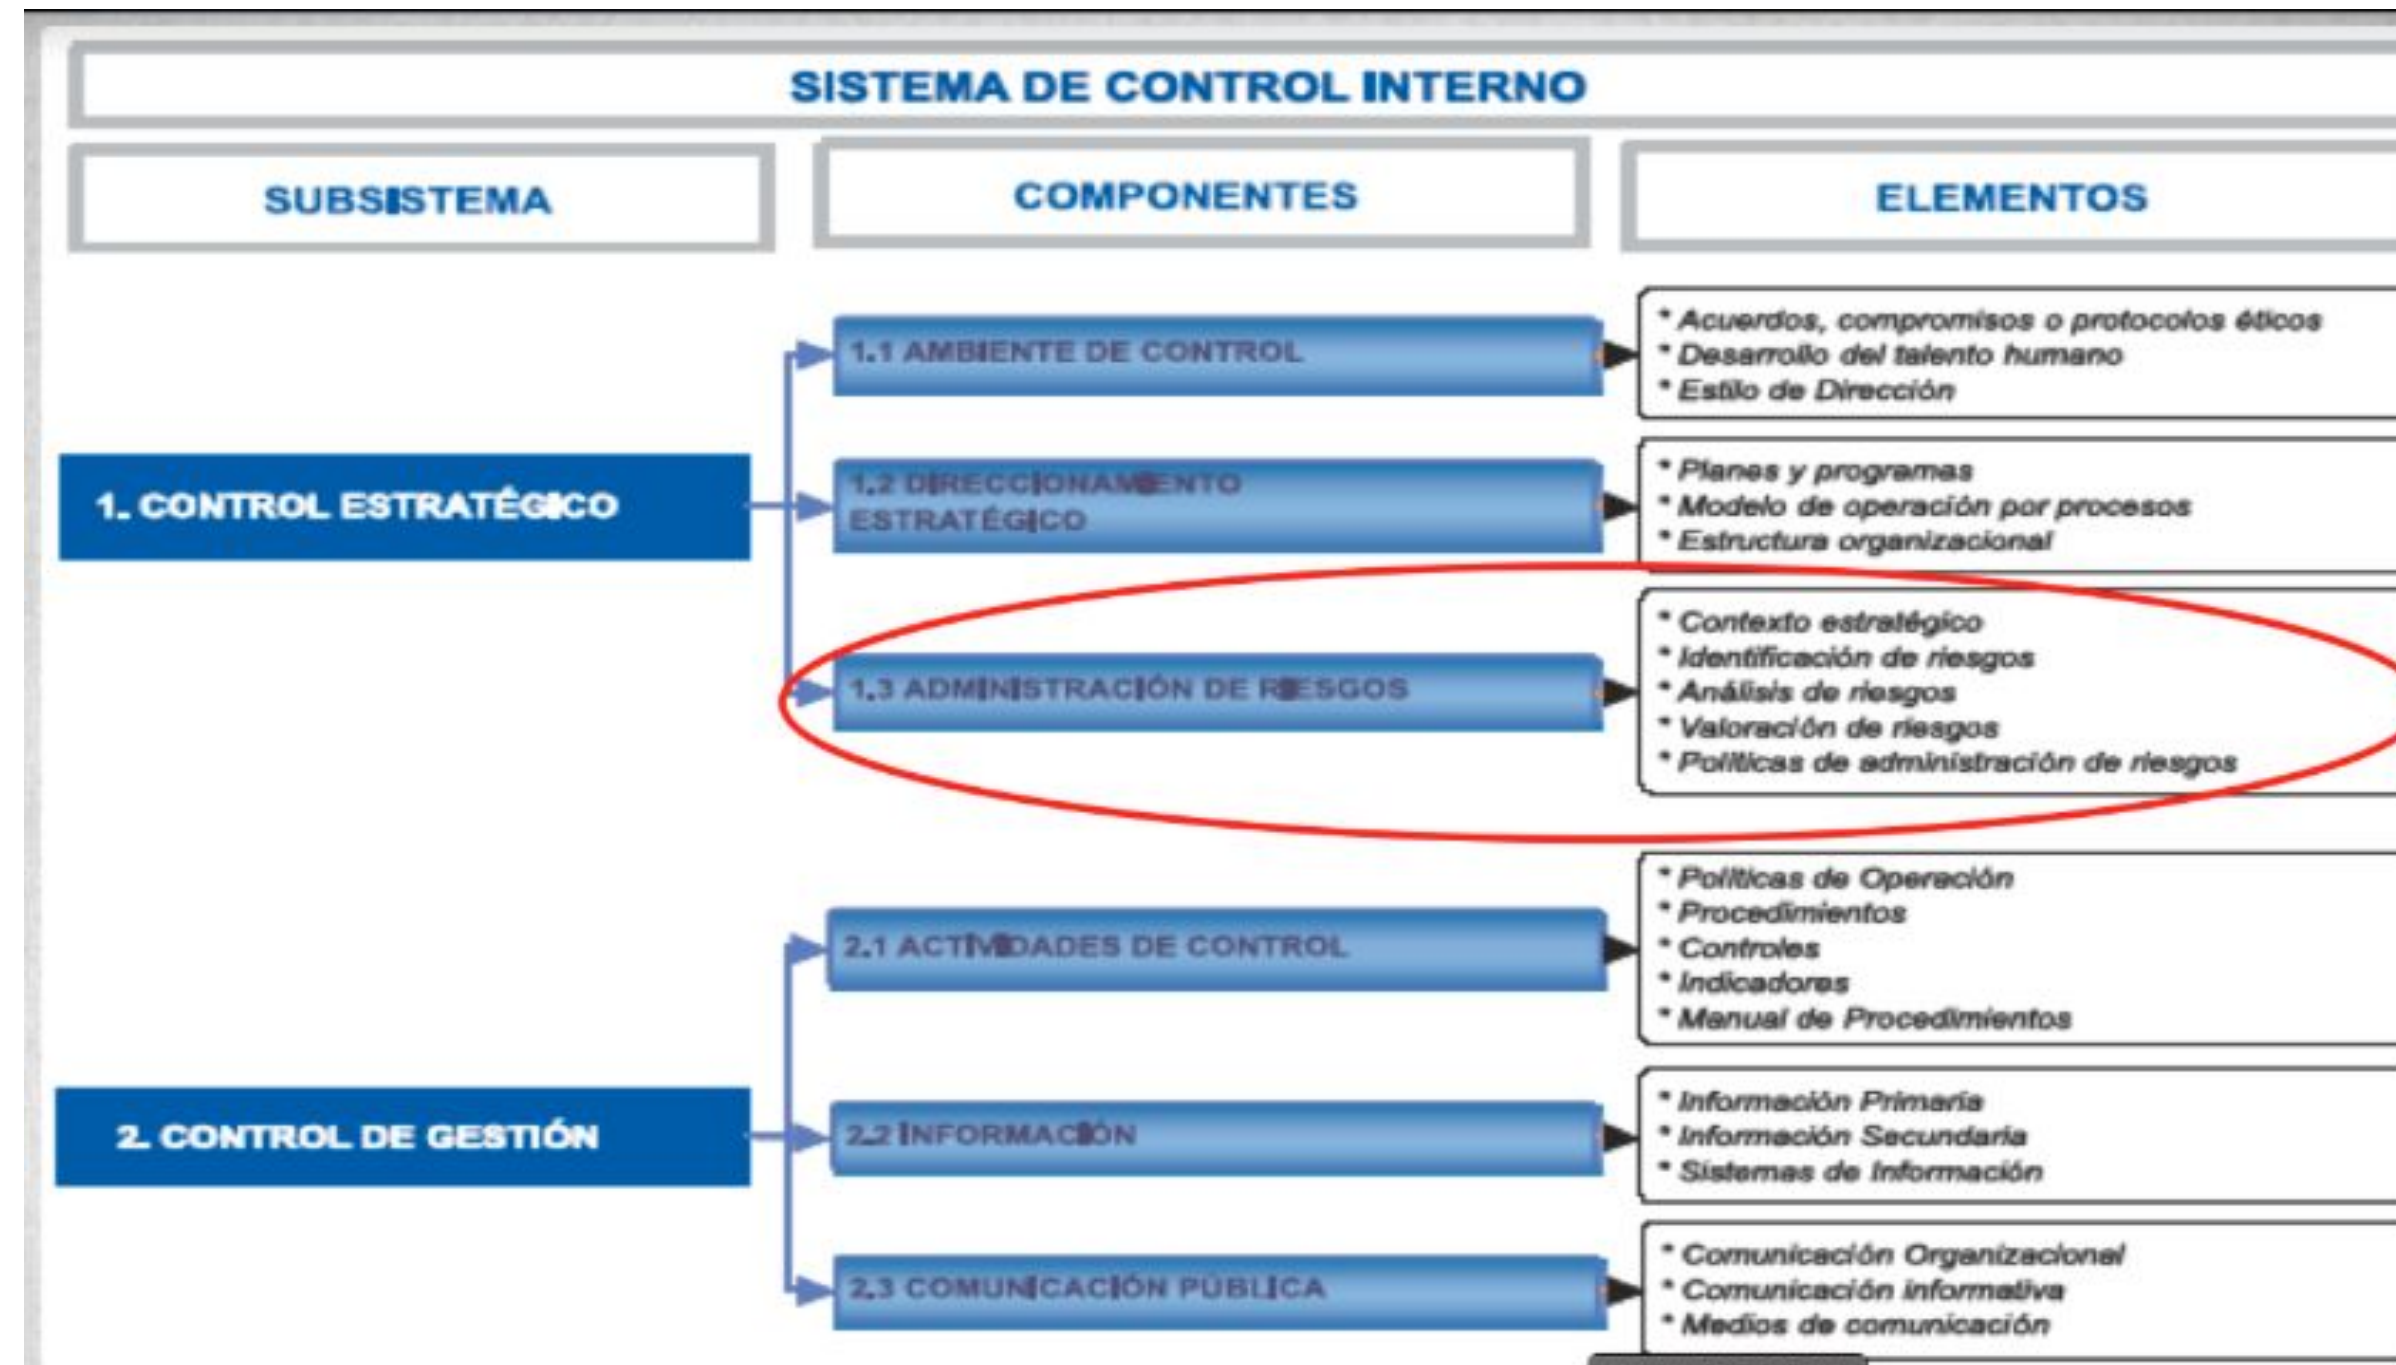 SISTEMA DE CONTROL INTERNO
SUBSISTEMA
COMPONENTES
ELEMENTOS
1. CONTROL ESTRATÉGICO
1.1 AMBIENTE DE CONTROL
* Acuerdos, compromisos o protocolos éticos
* Desarrollo del talento humano
* Estilo de Dirección
1.2 DIRECCIONAMIENTO
ESTRATÉGICO
* Planes y programas
* Modelo de operación por procesos
* Estructura organizacional
1.3 ADMINISTRACIÓN DE RIESGOS
* Contexto estratégico
* Identificación de riesgos
* Análisis de riesgos
* Valoración de riesgos
* Políticas de administración de riesgos
2. CONTROL DE GESTIÓN
2.1 ACTIVIDADES DE CONTROL
* Políticas de Operación
* Procedimientos
* Controles
* Indicadores
* Manual de Procedimientos
2.2 INFORMACIÓN
* Información Primaria
* Información Secundaria
* Sistemas de Información
2.3 COMUNICACIÓN PÚBLICA
* Comunicación Organizacional
* Comunicación informativa
* Medios de comunicación